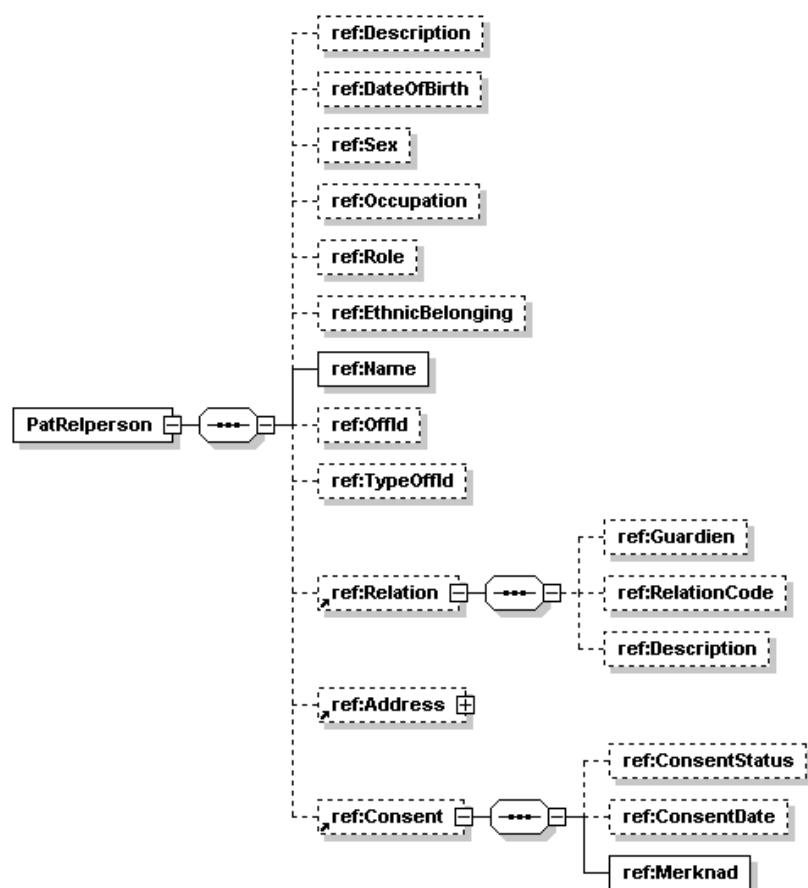 ref:Description
ref:DateOfBirth
ref:Sex
ref:Occupation
ref:Role
ref:EthnicBelonging
ref:Name
PatRelperson
ref:OffId
ref:TypeOffId
ref:Relation
ref:Guardien
ref:RelationCode
ref:Description
ref:Address
ref:Consent
ref:ConsentStatus
ref:ConsentDate
ref:Merknad